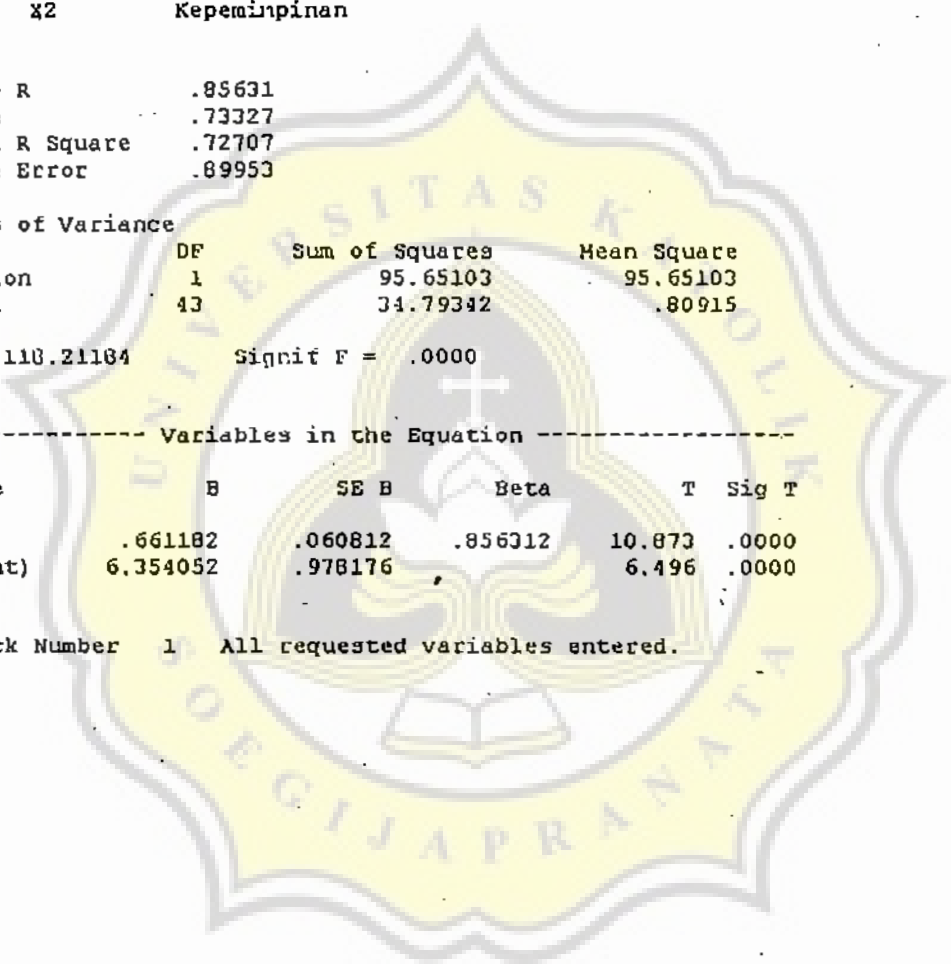 X2 Kepemimpinan
R .85631
.73327
R Square .72707
Error .89953
of Variance
DF Sum of Squares Mean Square
1 95.65103 95.65103
43 34.79342 .80915
118.21184 Signif F = .0000
---------- Variables in the Equation ------------------
B SE B Beta T Sig T
.661182 .060812 .856312 10.873 .0000
6.354052 .978176 6.496 .0000
Number 1 All requested variables entered.
UNIVERSITAS KATOLIK
SOEGIJAPRANATA